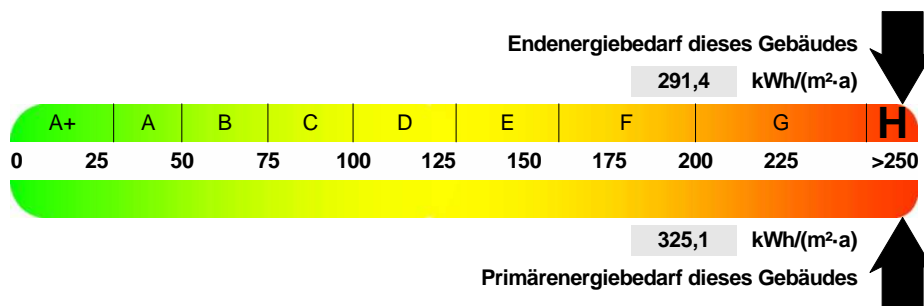 Endenergiebedarf dieses Gebäudes
291,4 kWh/(m²·a)
A+ A B C D E F G H
0 25 50 75 100 125 150 175 200 225 >250
325,1 kWh/(m²·a)
Primärenergiebedarf dieses Gebäudes